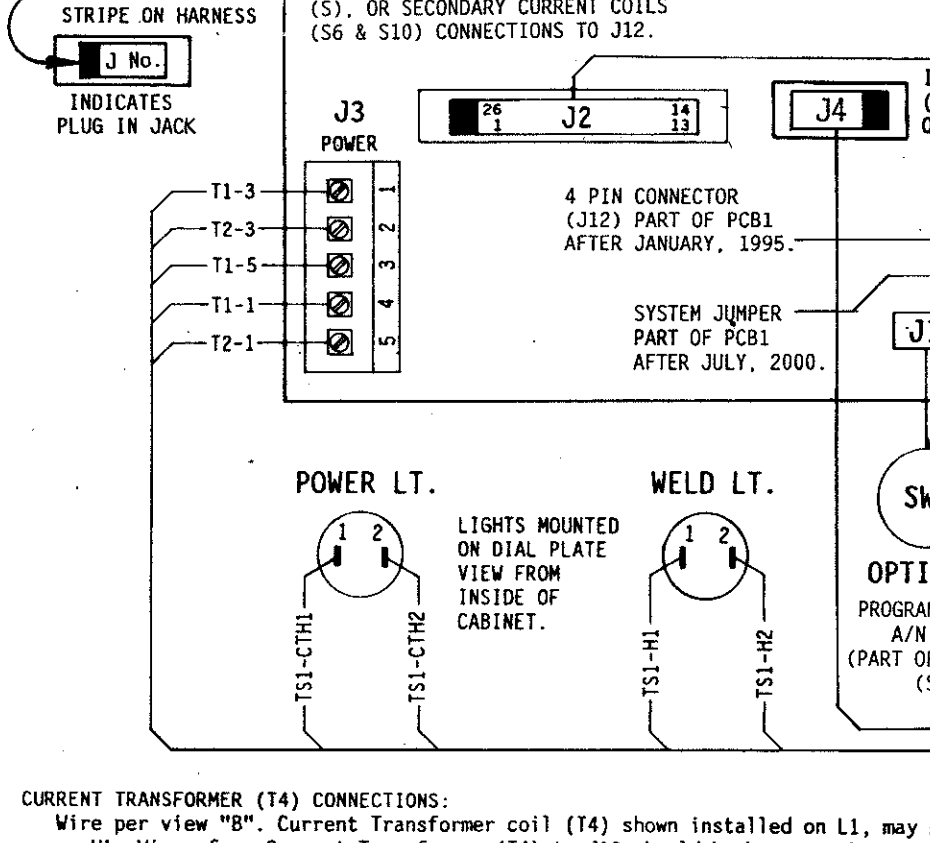 STRIPE ON HARNESS
J No.
INDICATES
PLUG IN JACK
(S), OR SECONDARY CURRENT COILS
(S6 & S10) CONNECTIONS TO J12.
J3
POWER
26
1
J2
14
13
J4
T1-3
1
T2-3
2
T1-5
3
T1-1
4
T2-1
5
4 PIN CONNECTOR
(J12) PART OF PCB1
AFTER JANUARY, 1995.
SYSTEM JUMPER
PART OF PCB1
AFTER JULY, 2000.
POWER LT.
1 2
TS1-CTH1
TS1-CTH2
LIGHTS MOUNTED
ON DIAL PLATE
VIEW FROM
INSIDE OF
CABINET.
WELD LT.
1 2
TS1-H1
TS1-H2
A/N
CURRENT TRANSFORMER (T4) CONNECTIONS:
Wire per view "B". Current Transformer coil (T4) shown installed on L1, may